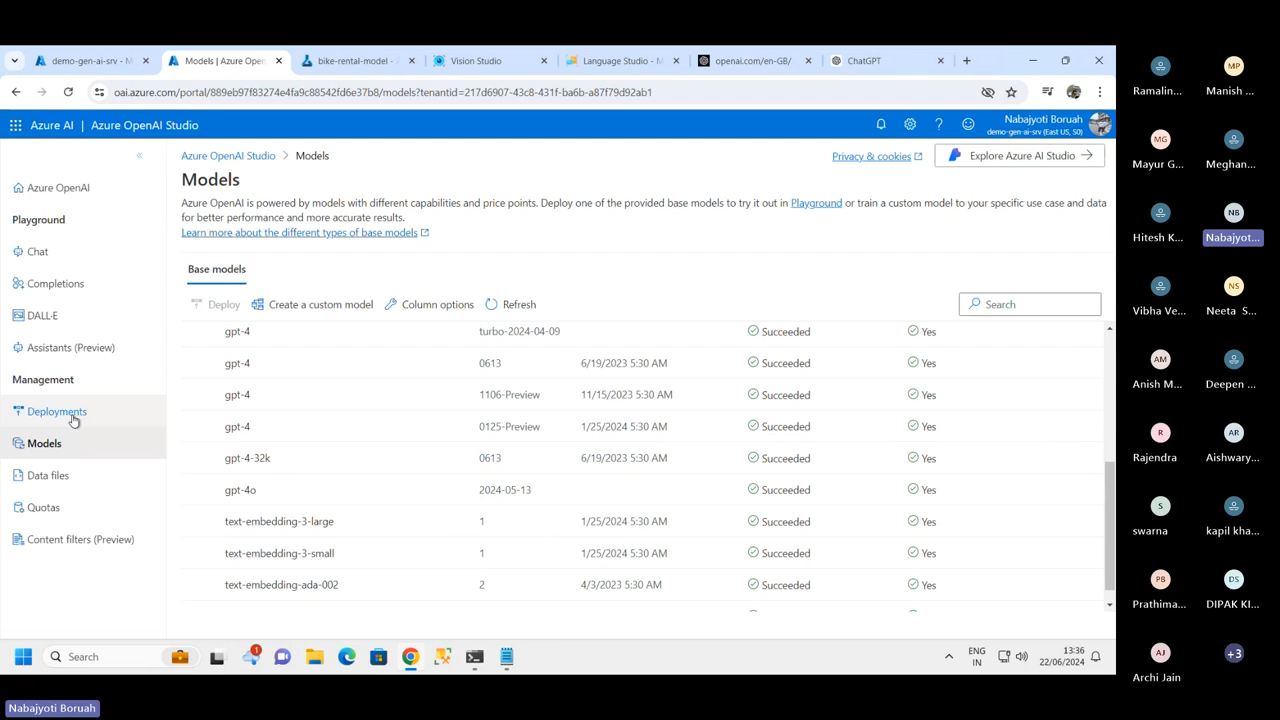 demo-gen-ai-srv - M
Models | Azure Open
bike-rental-model - A
Vision Studio
Language Studio - M
openai.com/en-GB/
ChatGPT
oai.azure.com/portal/889eb97f83274e4fa9c88542fd6e37b8/models?tenantid=217d6907-43c8-431f-ba6b-a87f79d92ab1
Azure AI | Azure OpenAI Studio
Nabajyoti Boruah
demo-gen-ai-srv (East US, S0)
Azure OpenAI Studio > Models
Privacy & cookies
Explore Azure AI Studio
Azure OpenAI
Playground
Chat
Completions
DALL·E
Assistants (Preview)
Management
Deployments
Models
Data files
Quotas
Content filters (Preview)
Models
Azure OpenAI is powered by models with different capabilities and price points. Deploy one of the provided base models to try it out in Playground or train a custom model to your specific use case and data
for better performance and more accurate results.
Learn more about the different types of base models
Base models
Deploy Create a custom model Column options Refresh Search
gpt-4 turbo-2024-04-09 Succeeded Yes
gpt-4 0613 6/19/2023 5:30 AM Succeeded Yes
gpt-4 1106-Preview 11/15/2023 5:30 AM Succeeded Yes
gpt-4 0125-Preview 1/25/2024 5:30 AM Succeeded Yes
gpt-4-32k 0613 6/19/2023 5:30 AM Succeeded Yes
gpt-4o 2024-05-13 Succeeded Yes
text-embedding-3-large 1 1/25/2024 5:30 AM Succeeded Yes
text-embedding-3-small 1 1/25/2024 5:30 AM Succeeded Yes
text-embedding-ada-002 2 4/3/2023 5:30 AM Succeeded Yes
Search
1
ENG
IN
13:36
22/06/2024
Nabajyoti Boruah
Ramalin...
MP
Manish ...
MG
Mayur G...
Meghan...
Hitesh K...
NB
Nabajyot...
Vibha Ve...
NS
Neeta S...
AM
Anish M...
Deepen ...
R
Rajendra
AR
Aishwary...
S
swarna
kapil kha...
PB
Prathima...
DS
DIPAK KI...
AJ
Archi Jain
+3